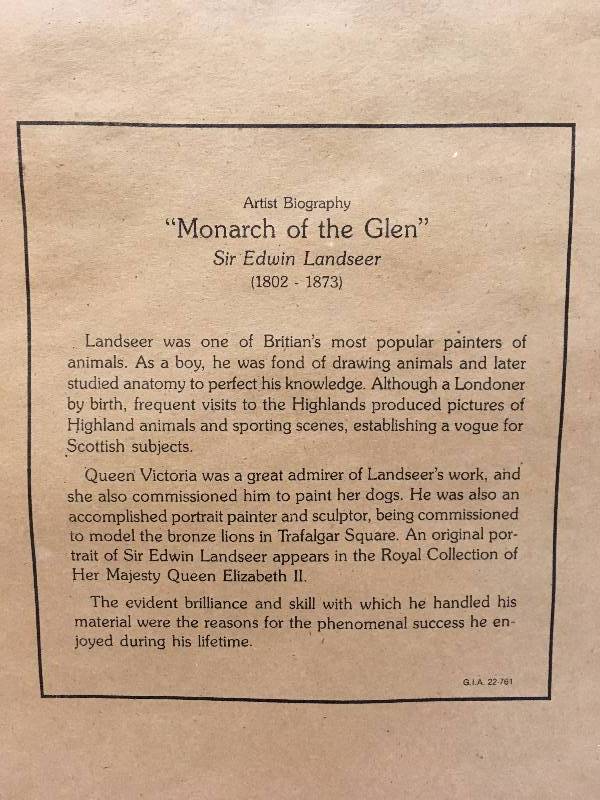 Artist Biography
“Monarch of the Glen”
Sir Edwin Landseer
(1802 - 1873)
Landseer was one of Britian's most popular painters of
animals. As a boy, he was fond of drawing animals and later
studied anatomy to perfect his knowledge. Although a Londoner
by birth, frequent visits to the Highlands produced pictures of
Highland animals and sporting scenes, establishing a vogue for
Scottish subjects.
Queen Victoria was a great admirer of Landseer's work, and
she also commissioned him to paint her dogs. He was also an
accomplished portrait painter and sculptor, being commissioned
to model the bronze lions in Trafalgar Square. An original por-
trait of Sir Edwin Landseer appears in the Royal Collection of
Her Majesty Queen Elizabeth II.
The evident brilliance and skill with which he handled his
material were the reasons for the phenomenal success he en-
joyed during his lifetime.
G.I.A. 22-761